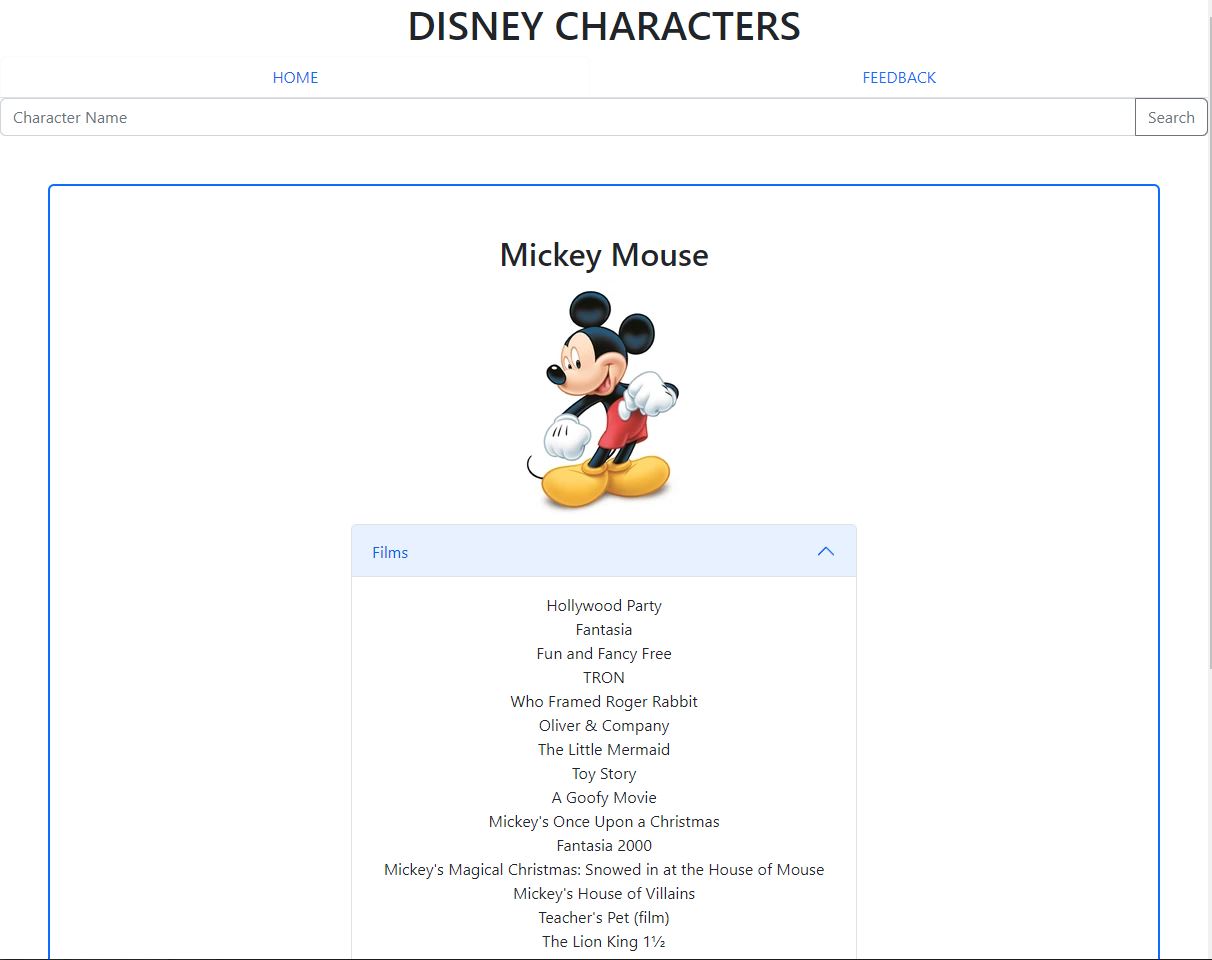 DISNEY CHARACTERS
HOME FEEDBACK
Character Name Search
Mickey Mouse
Films
Hollywood Party
Fantasia
Fun and Fancy Free
TRON
Who Framed Roger Rabbit
Oliver & Company
The Little Mermaid
Toy Story
A Goofy Movie
Mickey's Once Upon a Christmas
Fantasia 2000
Mickey's Magical Christmas: Snowed in at the House of Mouse
Mickey's House of Villains
Teacher's Pet (film)
The Lion King 1½